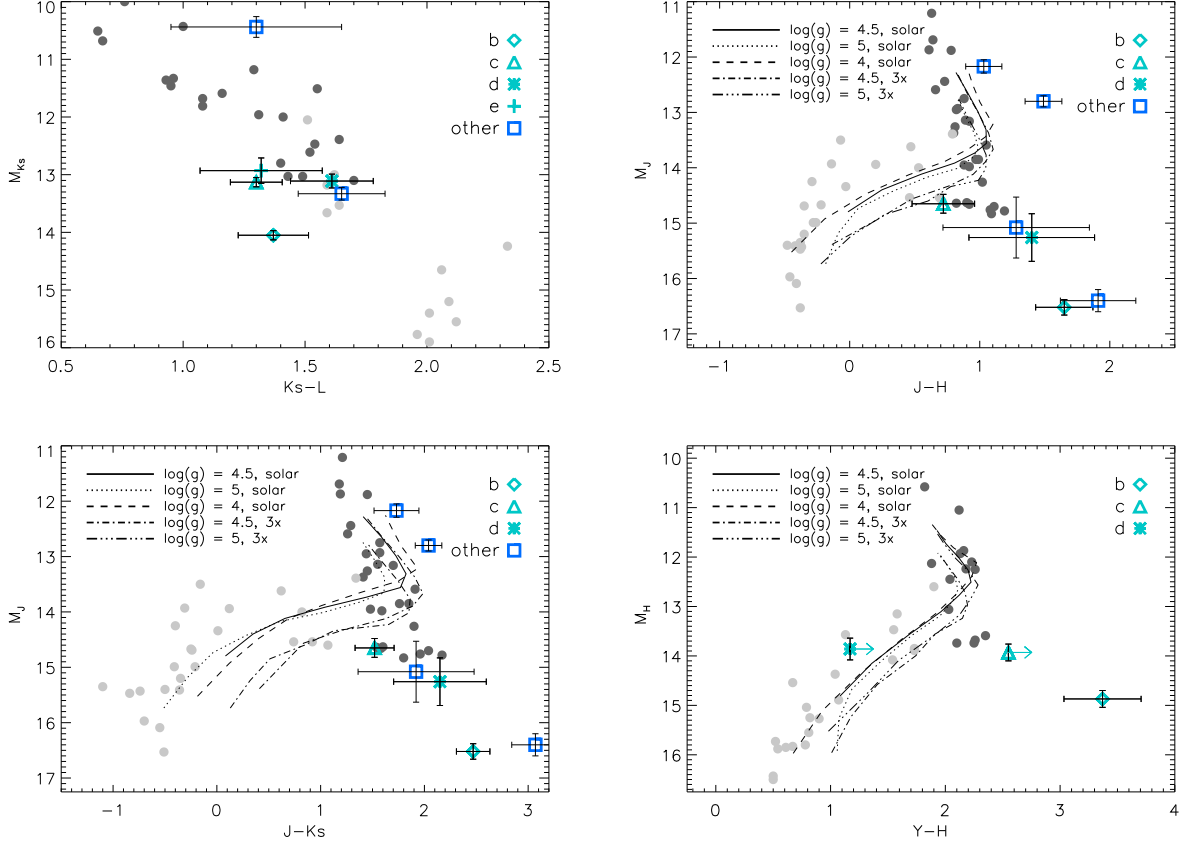 10
11
12
13
14
15
16
M_Ks
0.5 1.0 1.5 2.0 2.5
Ks−L
b
c
d
e
other
11
12
13
14
15
16
17
M_J
−1 0 1 2
J−H
log(g) = 4.5, solar
log(g) = 5, solar
log(g) = 4, solar
log(g) = 4.5, 3x
log(g) = 5, 3x
b
c
d
other
11
12
13
14
15
16
17
M_J
−1 0 1 2 3
J−Ks
log(g) = 4.5, solar
log(g) = 5, solar
log(g) = 4, solar
log(g) = 4.5, 3x
log(g) = 5, 3x
b
c
d
other
10
11
12
13
14
15
16
M_H
0 1 2 3 4
Y−H
log(g) = 4.5, solar
log(g) = 5, solar
log(g) = 4, solar
log(g) = 4.5, 3x
log(g) = 5, 3x
b
c
d